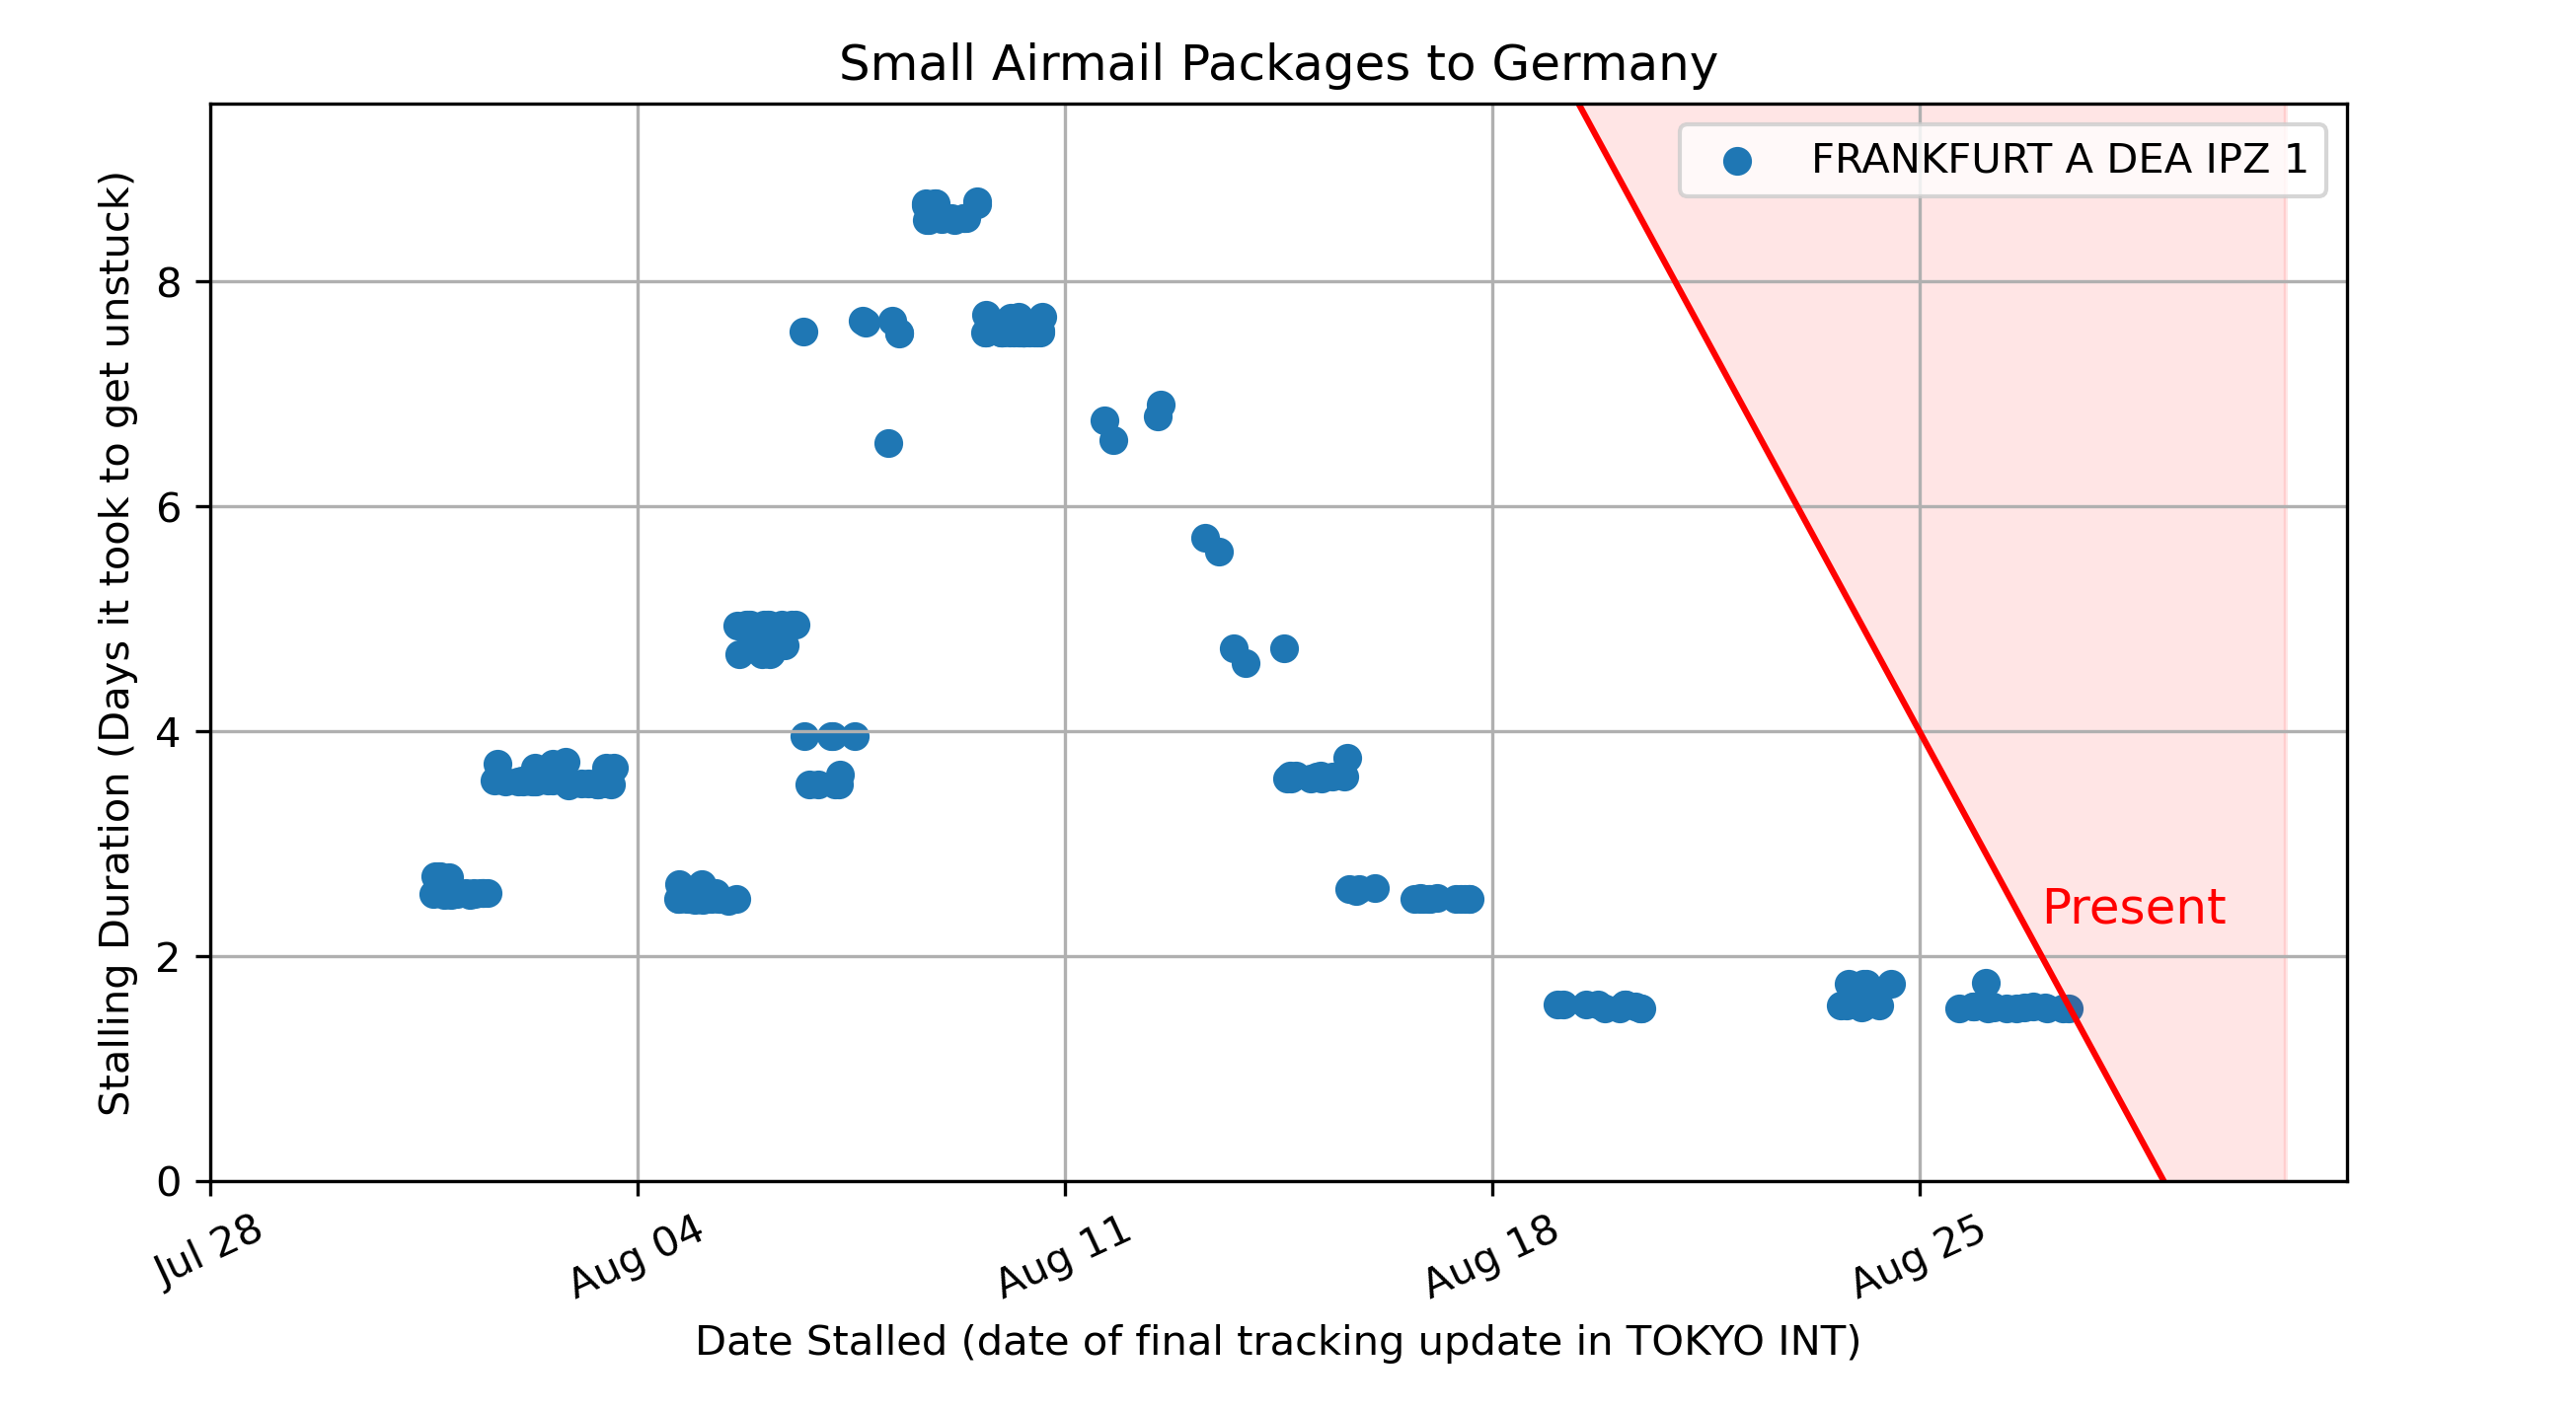 Small Airmail Packages to Germany
FRANKFURT A DEA IPZ 1
Stalling Duration (Days it took to get unstuck)
8
6
4
2
0
Present
Jul 28
Aug 04
Aug 11
Aug 18
Aug 25
Date Stalled (date of final tracking update in TOKYO INT)